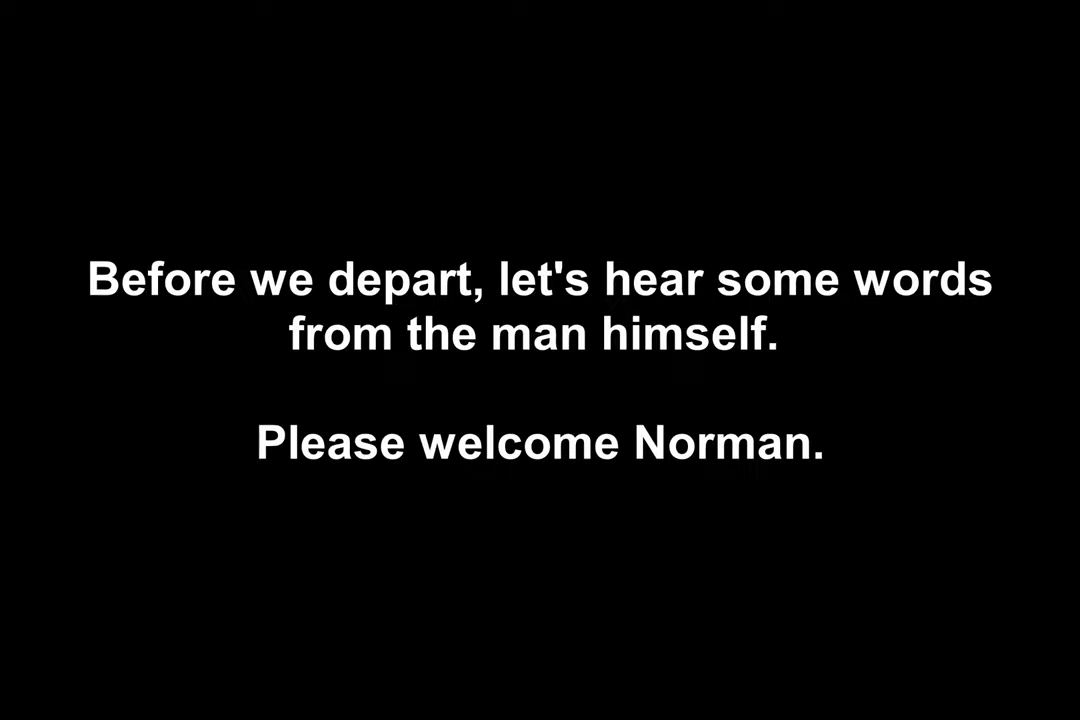 Before we depart, let's hear some words
from the man himself.
Please welcome Norman.